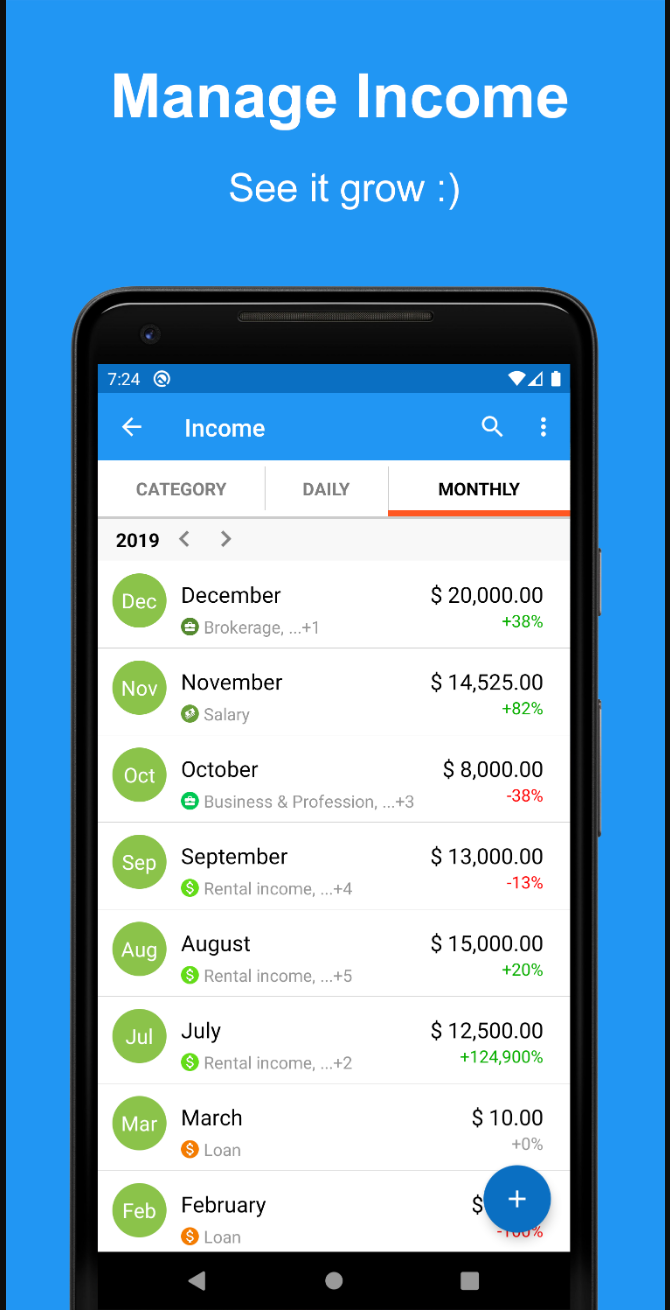 Manage Income
See it grow :)
7:24
Income
CATEGORY DAILY MONTHLY
2019
Dec December $ 20,000.00
Brokerage, ...+1 +38%
Nov November $ 14,525.00
Salary +82%
Oct October $ 8,000.00
Business & Profession, ...+3 -38%
Sep September $ 13,000.00
Rental income, ...+4 -13%
Aug August $ 15,000.00
Rental income, ...+5 +20%
Jul July $ 12,500.00
Rental income, ...+2 +124,900%
Mar March $ 10.00
Loan +0%
Feb February $
Loan -100%